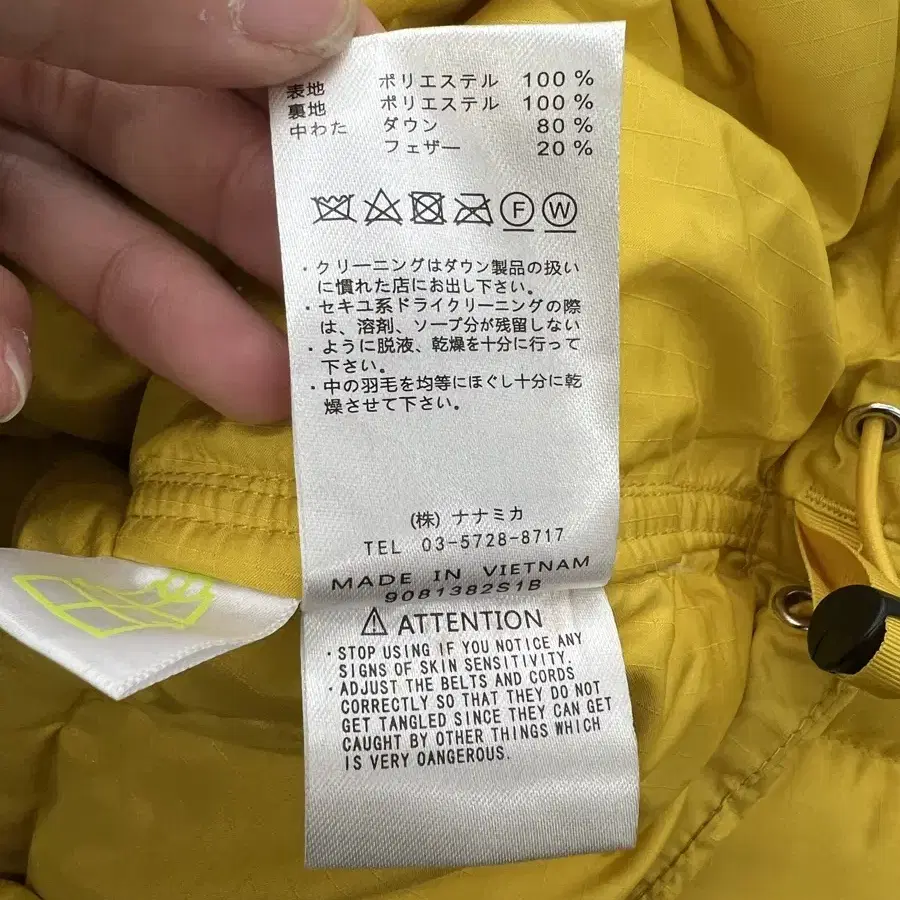 表地 ポリエステル 100 %
裏地 ポリエステル 100 %
中わた ダウン 80 %
フェザー 20 %
F W
・クリーニングはダウン製品の扱い
に慣れた店にお出し下さい。
・セキユ系ドライクリーニングの際
は、溶剤、ソープ分が残留しない
・ように脱液、乾燥を十分に行って
下さい。
・中の羽毛を均等にほぐし十分に乾
燥させて下さい。
(株) ナナミカ
TEL 03-5728-8717
MADE IN VIETNAM
9081382S1B
ATTENTION
・STOP USING IF YOU NOTICE ANY
SIGNS OF SKIN SENSITIVITY.
・ADJUST THE BELTS AND CORDS
CORRECTLY SO THAT THEY DO NOT
GET TANGLED SINCE THEY CAN GET
CAUGHT BY OTHER THINGS WHICH
IS VERY DANGEROUS.